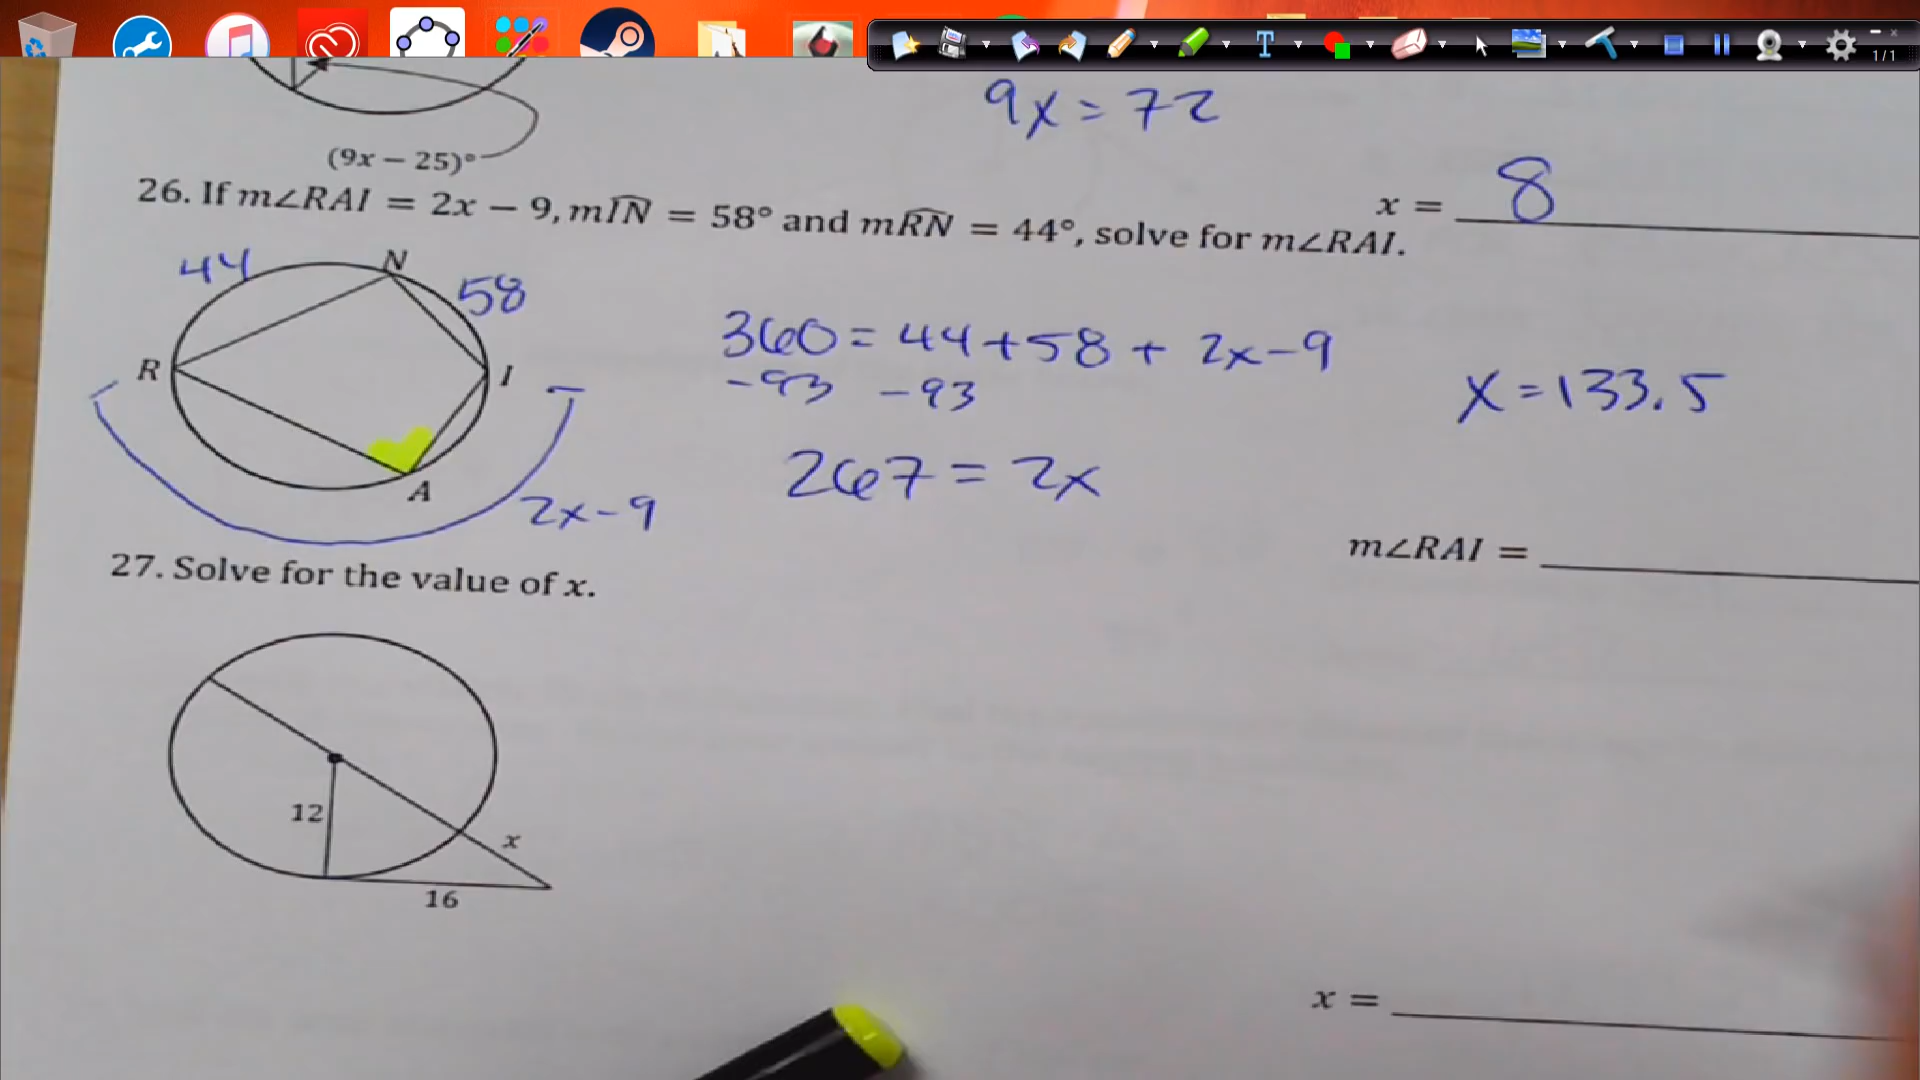 1/1
9x = 72
(9x − 25)°
x = 8
26. If m∠RAI = 2x − 9, mIN = 58° and mRN = 44°, solve for m∠RAI.
44
N
58
R
I
A
2x-9
360 = 44+58 + 2x-9
-93 -93
267 = 2x
x = 133.5
m∠RAI =
27. Solve for the value of x.
12
x
16
x =